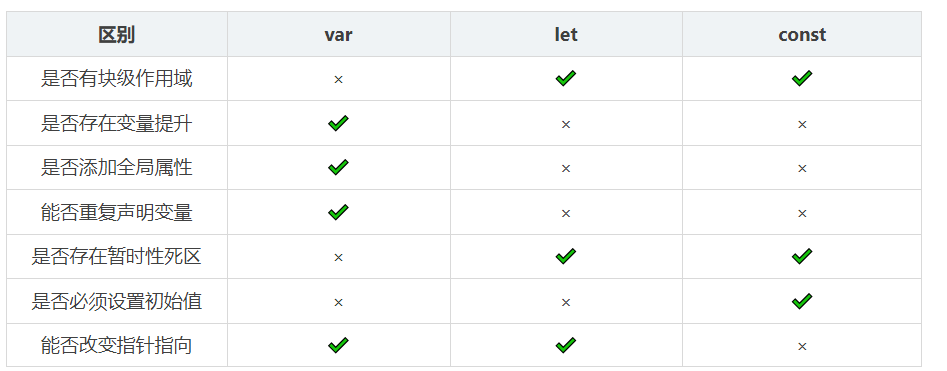 区别 var let const
是否有块级作用域 × ✔ ✔
是否存在变量提升 ✔ × ×
是否添加全局属性 ✔ × ×
能否重复声明变量 ✔ × ×
是否存在暂时性死区 × ✔ ✔
是否必须设置初始值 × × ✔
能否改变指针指向 ✔ ✔ ×